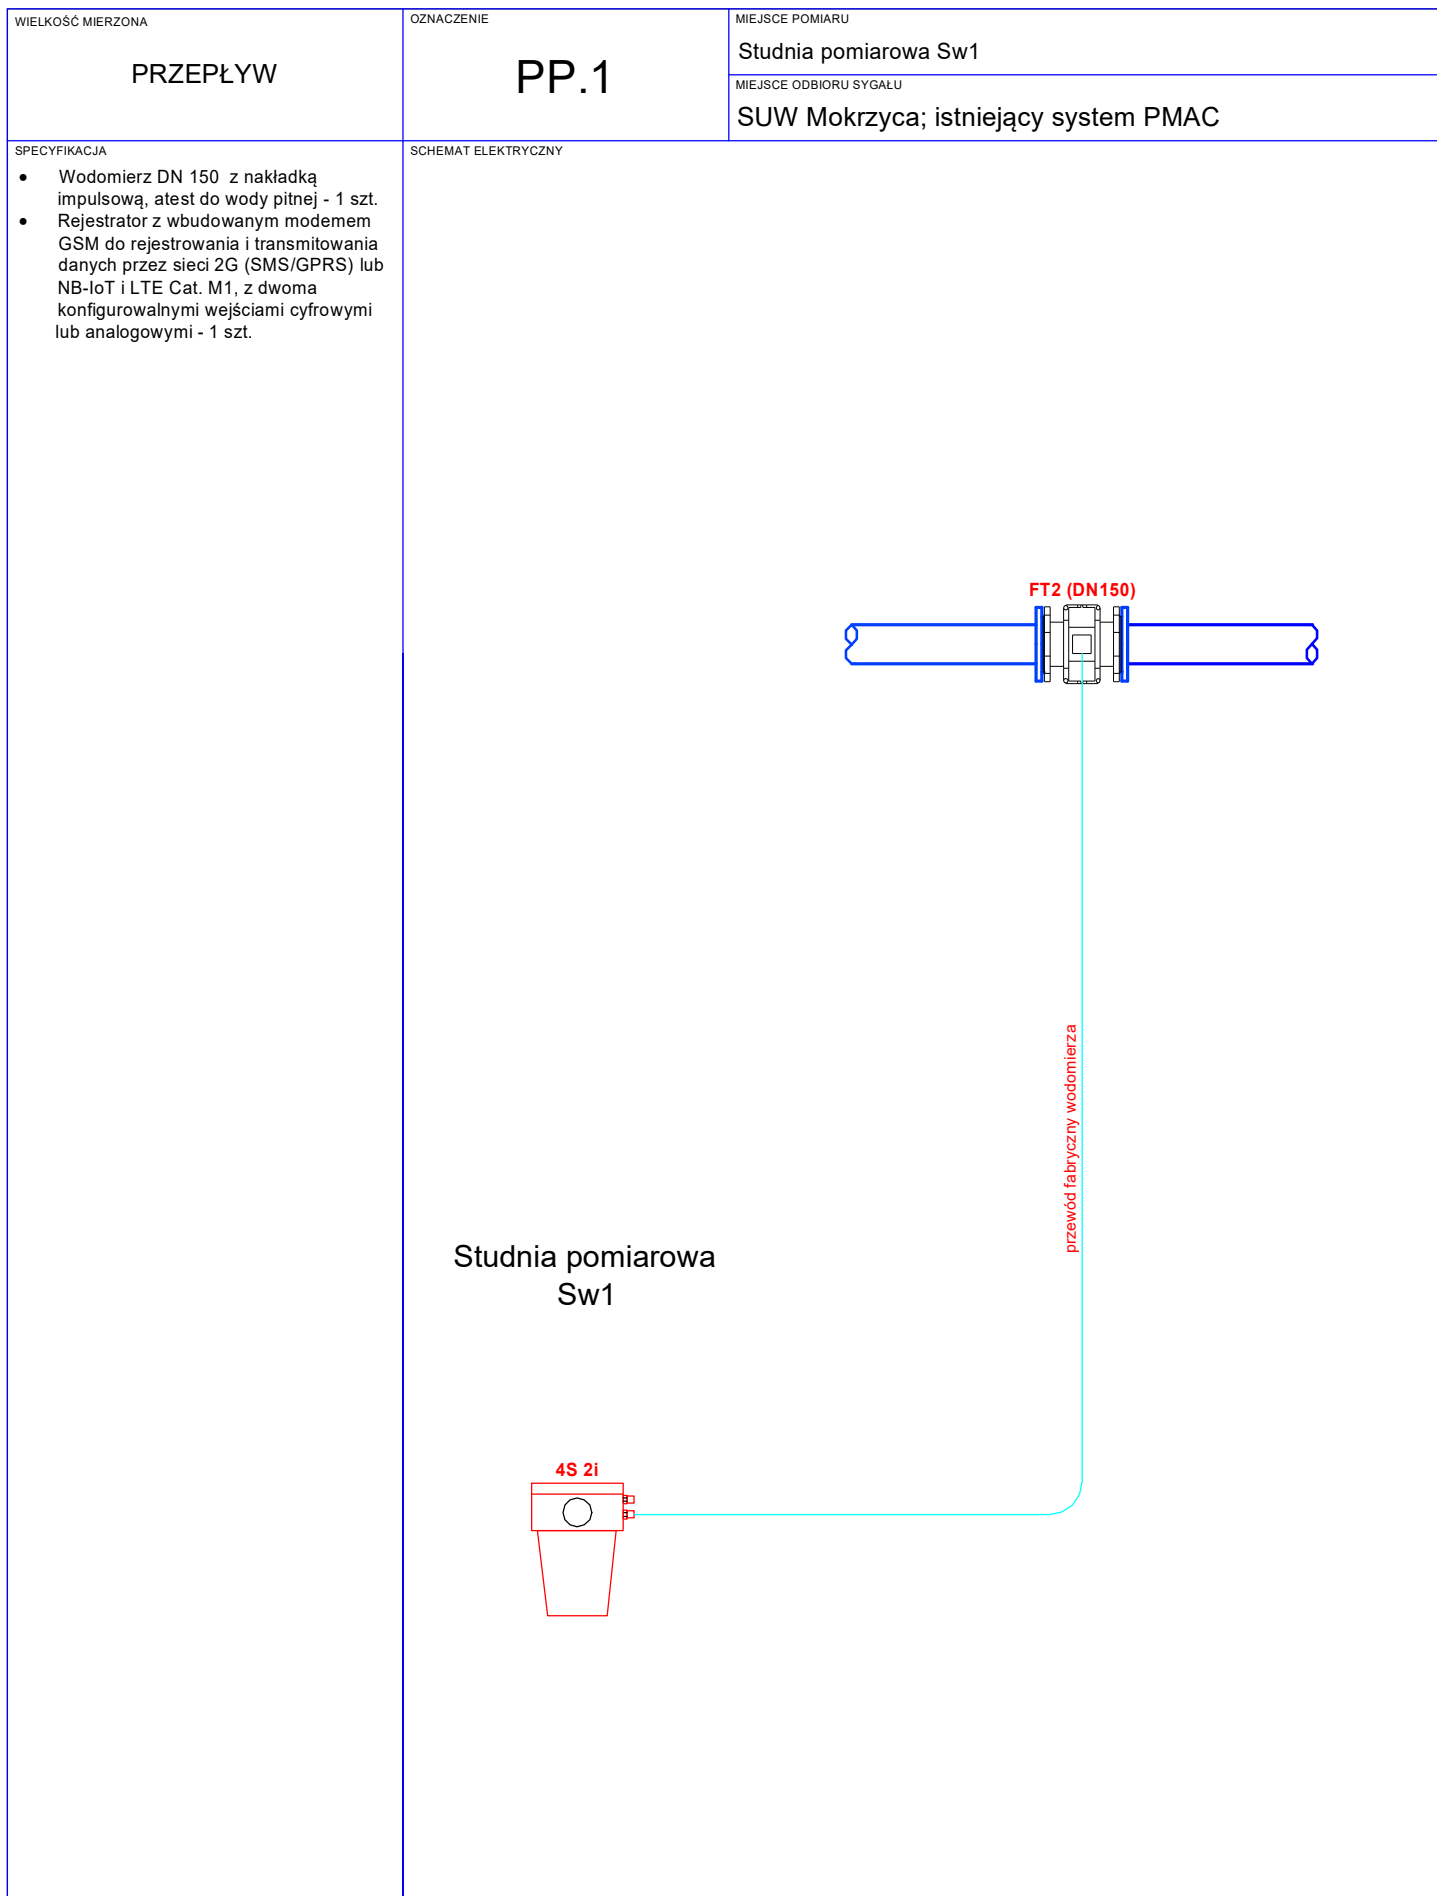 WIELKOŚĆ MIERZONA
PRZEPŁYW
OZNACZENIE
PP.1
MIEJSCE POMIARU
Studnia pomiarowa Sw1
MIEJSCE ODBIORU SYGAŁU
SUW Mokrzyca; istniejący system PMAC
SPECYFIKACJA
• Wodomierz DN 150 z nakładką
impulsową, atest do wody pitnej - 1 szt.
• Rejestrator z wbudowanym modemem
GSM do rejestrowania i transmitowania
danych przez sieci 2G (SMS/GPRS) lub
NB-IoT i LTE Cat. M1, z dwoma
konfigurowalnymi wejściami cyfrowymi
lub analogowymi - 1 szt.
SCHEMAT ELEKTRYCZNY
FT2 (DN150)
przewód fabryczny wodomierza
Studnia pomiarowa
Sw1
4S 2i